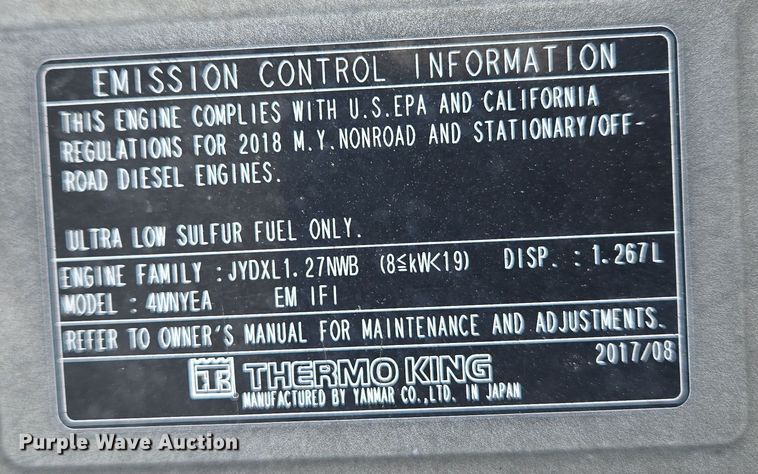 EMISSION CONTROL INFORMATION
THIS ENGINE COMPLIES WITH U.S.EPA AND CALIFORNIA
REGULATIONS FOR 2018 M.Y.NONROAD AND STATIONARY/OFF-
ROAD DIESEL ENGINES.
ULTRA LOW SULFUR FUEL ONLY.
ENGINE FAMILY : JYDXL1.27NWB (8≦kW<19) DISP. : 1.267L
MODEL : 4WNYEA EM IFI
REFER TO OWNER'S MANUAL FOR MAINTENANCE AND ADJUSTMENTS.
2017/08
TK THERMO KING
MANUFACTURED BY YANMAR CO.,LTD. IN JAPAN
Purple Wave Auction